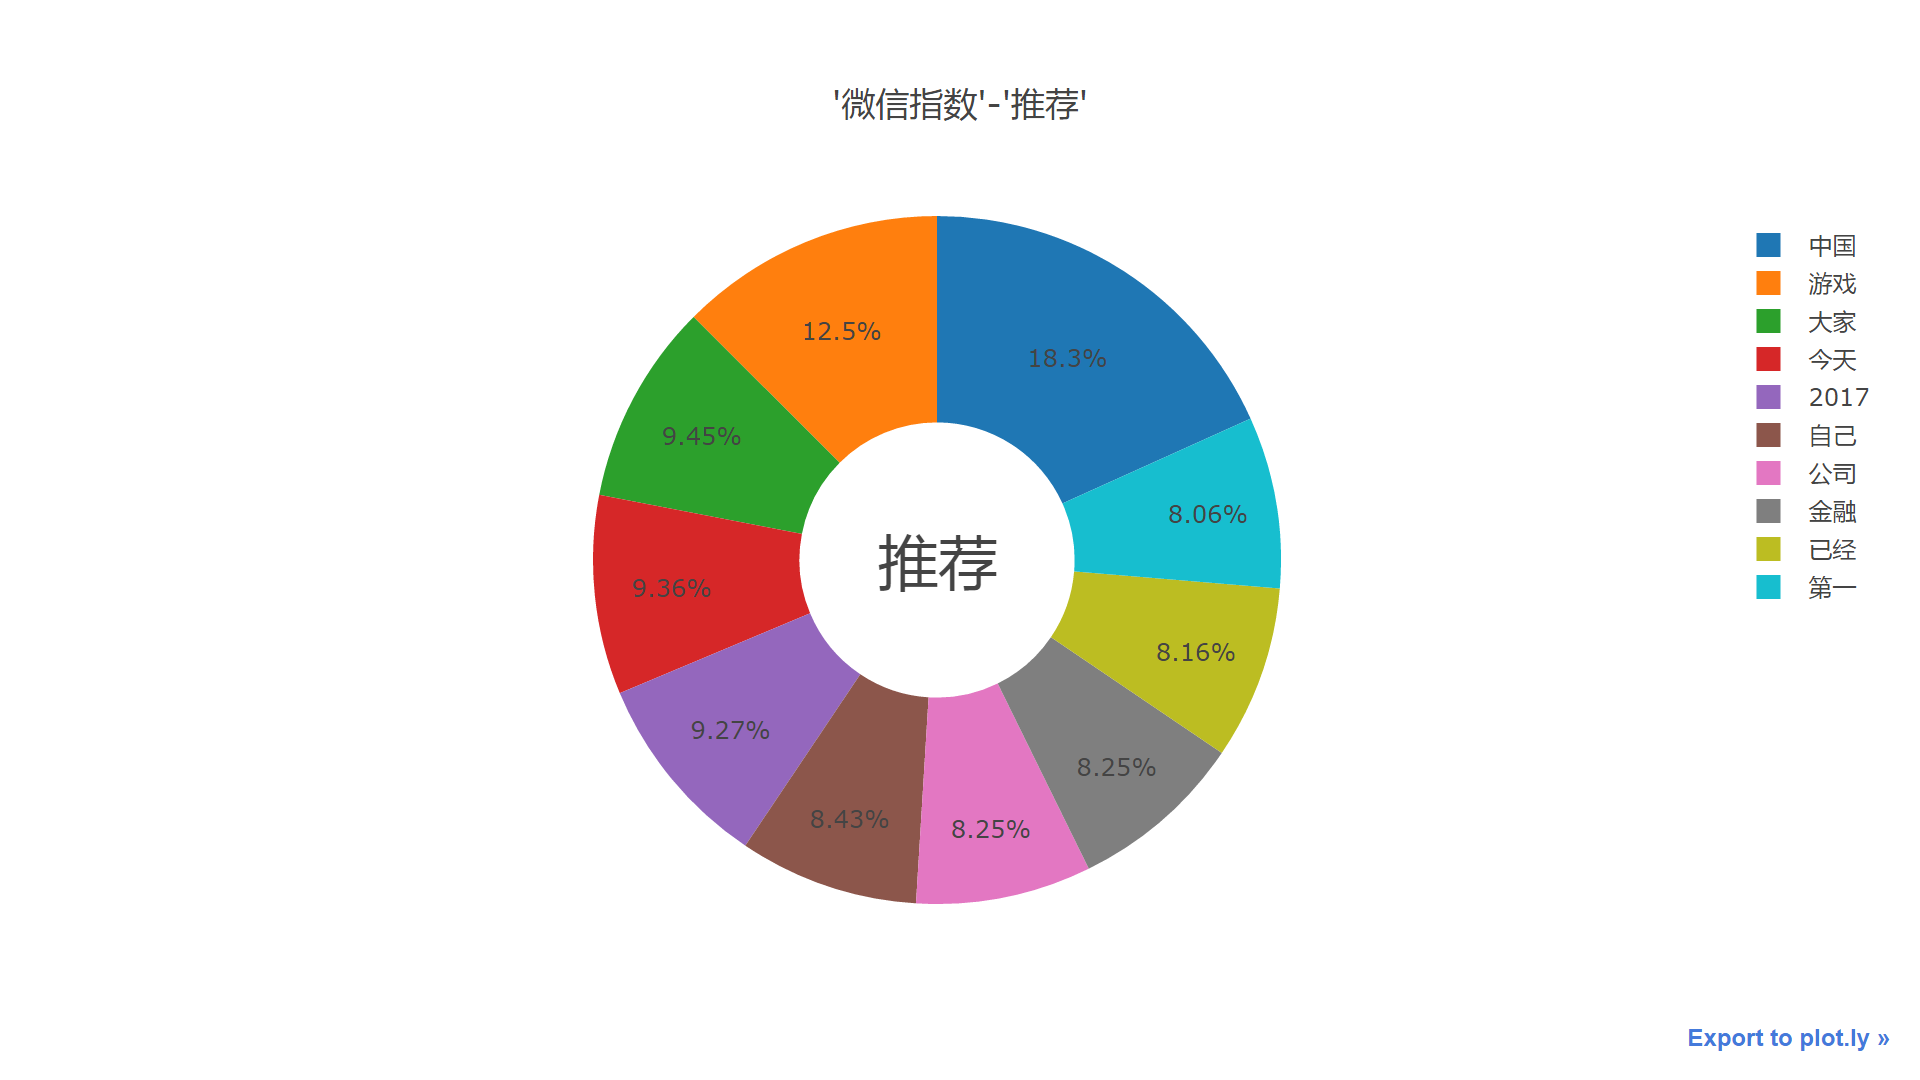 '微信指数'-'推荐'
12.5%
18.3%
9.45%
8.06%
推荐
9.36%
8.16%
9.27%
8.25%
8.43%
8.25%
中国
游戏
大家
今天
2017
自己
公司
金融
已经
第一
Export to plot.ly »